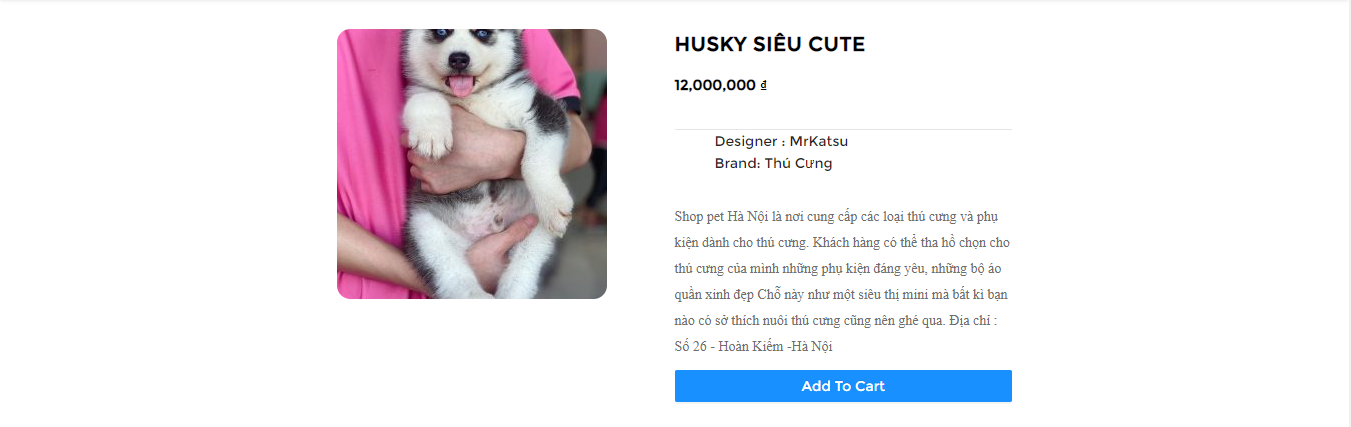 HUSKY SIÊU CUTE
12,000,000 ₫
Designer : MrKatsu
Brand: Thú Cưng
Shop pet Hà Nội là nơi cung cấp các loại thú cưng và phụ
kiện dành cho thú cưng. Khách hàng có thể tha hồ chọn cho
thú cưng của mình những phụ kiện đáng yêu, những bộ áo
quần xinh đẹp Chỗ này như một siêu thị mini mà bất kì bạn
nào có sở thích nuôi thú cưng cũng nên ghé qua. Địa chỉ :
Số 26 - Hoàn Kiếm -Hà Nội
Add To Cart